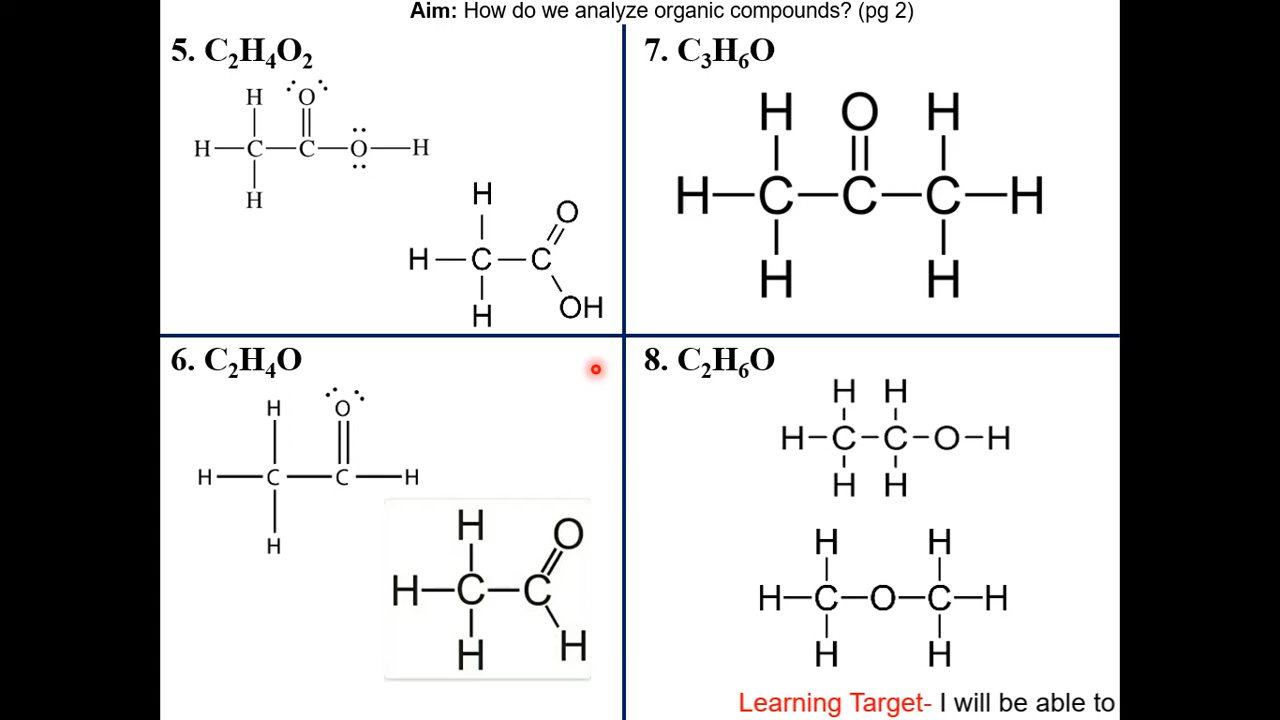 Aim: How do we analyze organic compounds? (pg 2)
5. C₂H₄O₂
H O
H C C O H
H
H O
H C C
H OH
7. C₃H₆O
H O H
H C C C H
H H
6. C₂H₄O
H O
H C C H
H
H O
H C C
H H
8. C₂H₆O
H H
H-C-C-O-H
H H
H H
H C O C H
H H
Learning Target- I will be able to